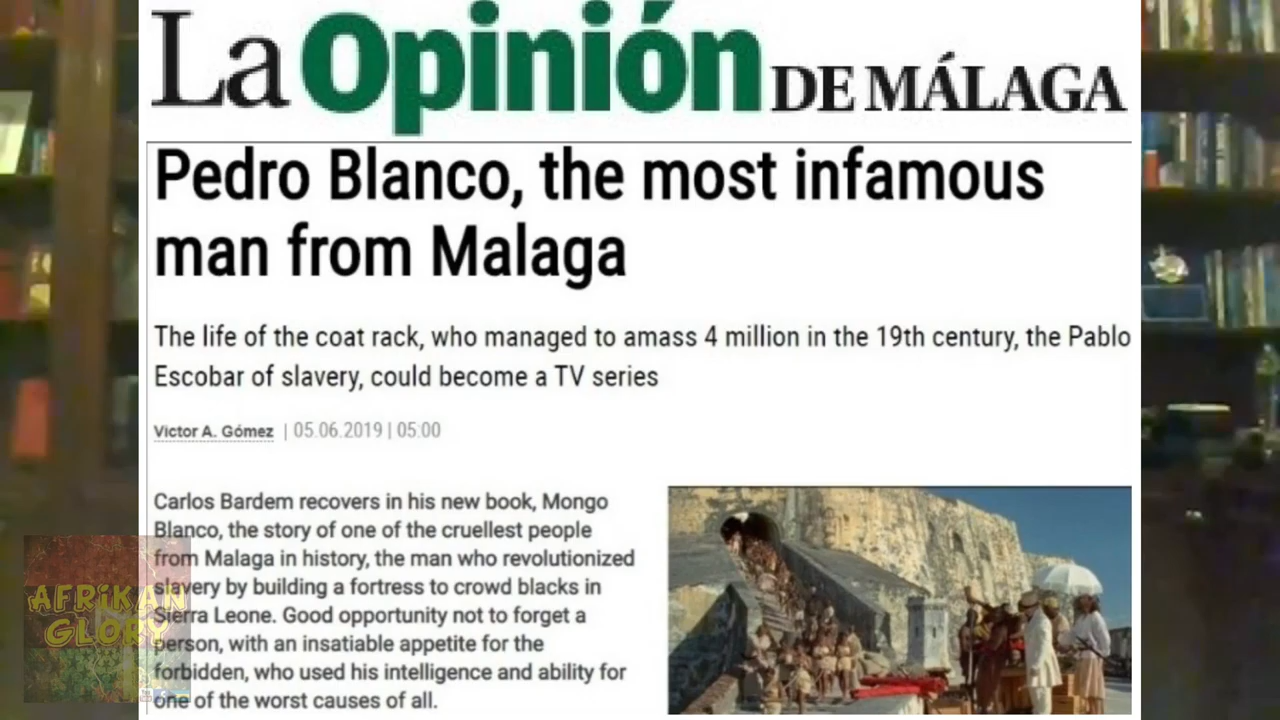 La Opinión DE MÁLAGA
Pedro Blanco, the most infamous
man from Malaga
The life of the coat rack, who managed to amass 4 million in the 19th century, the Pablo
Escobar of slavery, could become a TV series
Victor A. Gómez | 05.06.2019 | 05:00
Carlos Bardem recovers in his new book, Mongo
Blanco, the story of one of the cruellest people
from Malaga in history, the man who revolutionized
slavery by building a fortress to crowd blacks in
Sierra Leone. Good opportunity not to forget a
person, with an insatiable appetite for the
forbidden, who used his intelligence and ability for
one of the worst causes of all.
AFRiKAN
GLORY